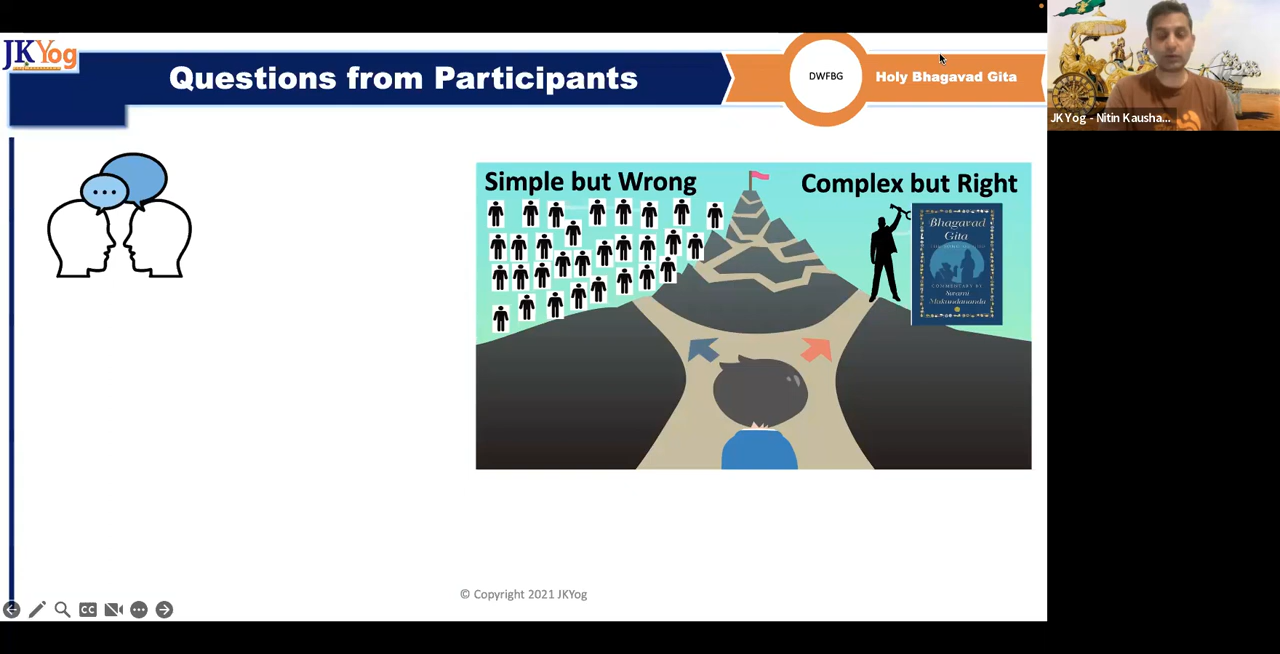 JKYog
Questions from Participants
DWFBG
Holy Bhagavad Gita
JKYog - Nitin Kausha...
Simple but Wrong
Complex but Right
Bhagavad
Gita
COMMENTARY BY
Swami
Mukundananda
© Copyright 2021 JKYog
CC